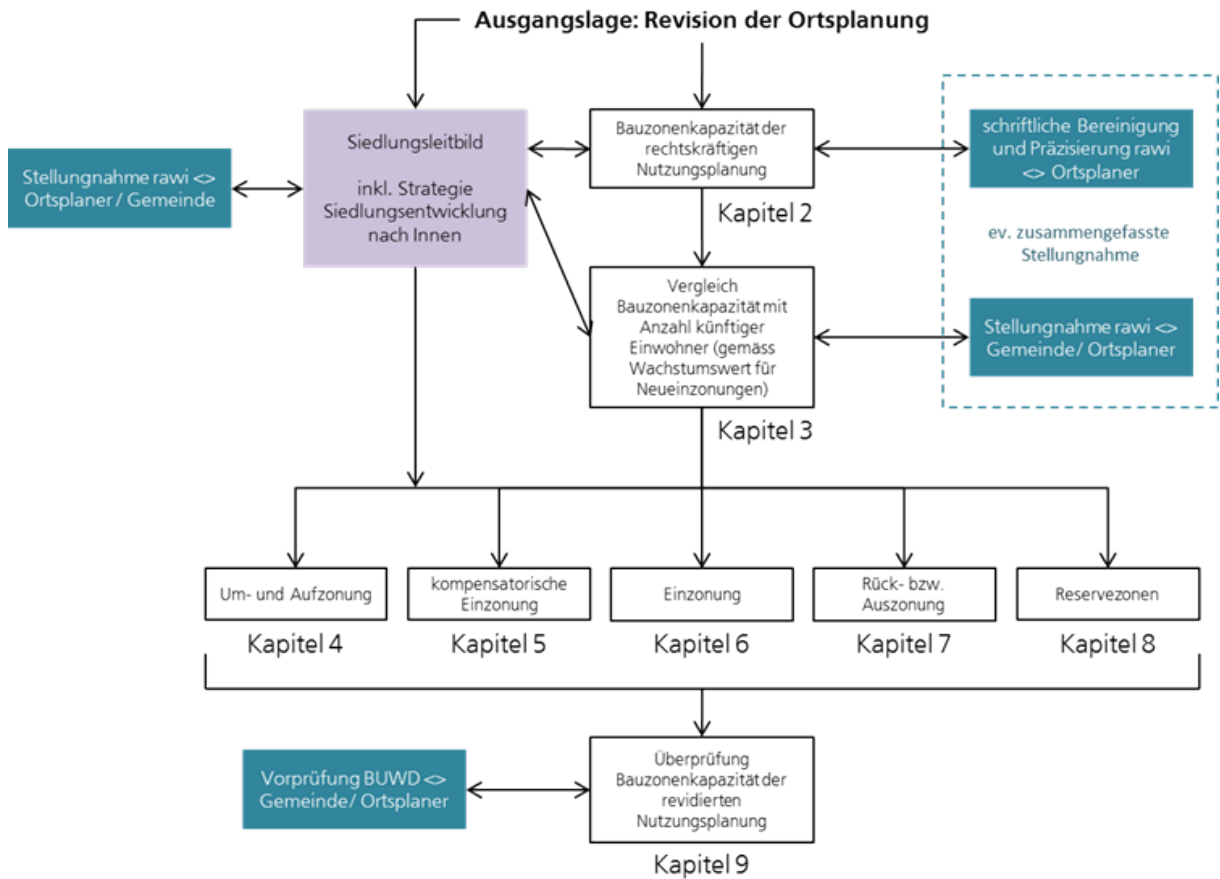 Ausgangslage: Revision der Ortsplanung
Stellungnahme rawi <>
Ortsplaner / Gemeinde
Siedlungsleitbild
inkl. Strategie
Siedlungsentwicklung
nach Innen
Bauzonenkapazität der
rechtskräftigen
Nutzungsplanung
Kapitel 2
schriftliche Bereinigung
und Präzisierung rawi
<> Ortsplaner
ev. zusammengefasste
Stellungnahme
Vergleich
Bauzonenkapazität mit
Anzahl künftiger
Einwohner (gemäss
Wachstumswert für
Neueinzonungen)
Kapitel 3
Stellungnahme rawi <>
Gemeinde/ Ortsplaner
Um- und Aufzonung
Kapitel 4
kompensatorische
Einzonung
Kapitel 5
Einzonung
Kapitel 6
Rück- bzw.
Auszonung
Kapitel 7
Reservezonen
Kapitel 8
Vorprüfung BUWD <>
Gemeinde/ Ortsplaner
Überprüfung
Bauzonenkapazität der
revidierten
Nutzungsplanung
Kapitel 9